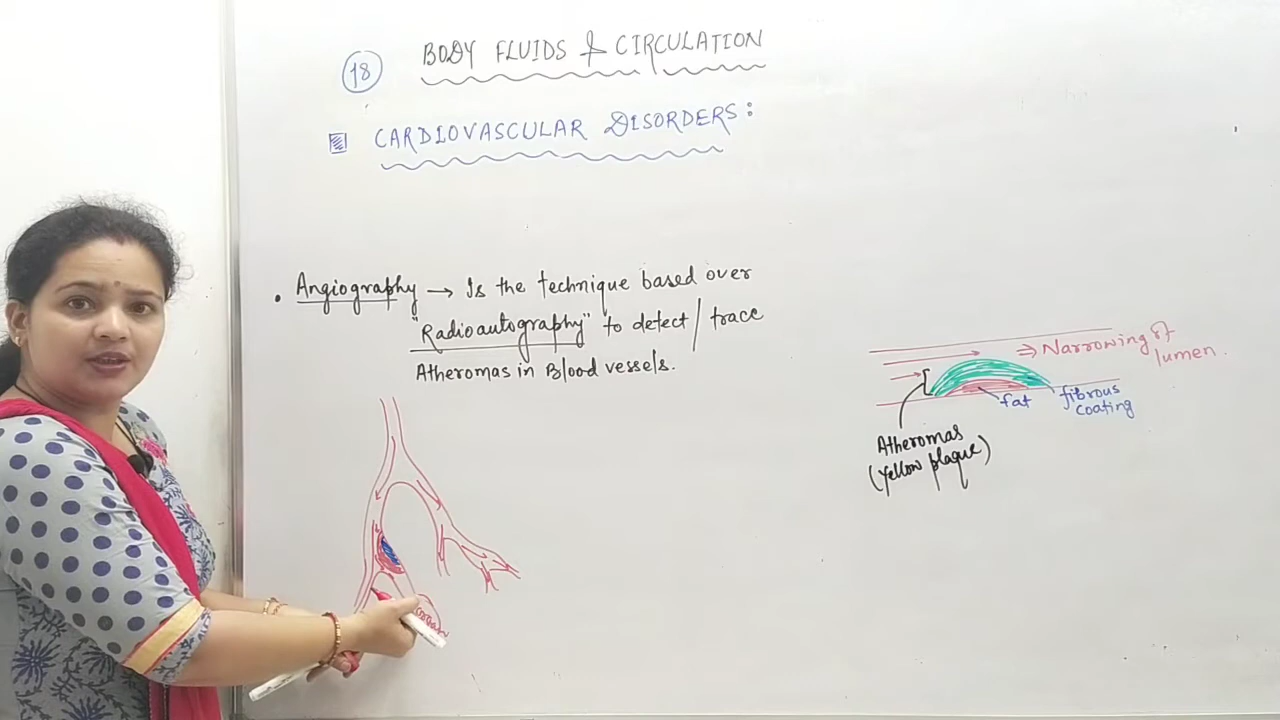 18
BODY FLUIDS & CIRCULATION
CARDIOVASCULAR DISORDERS:
• Angiography → Is the technique based over
"Radioautography" to detect/trace
Atheromas in Blood vessels.
⇒ Narrowing of
lumen.
fat
fibrous
coating
Atheromas
(Yellow plaque)